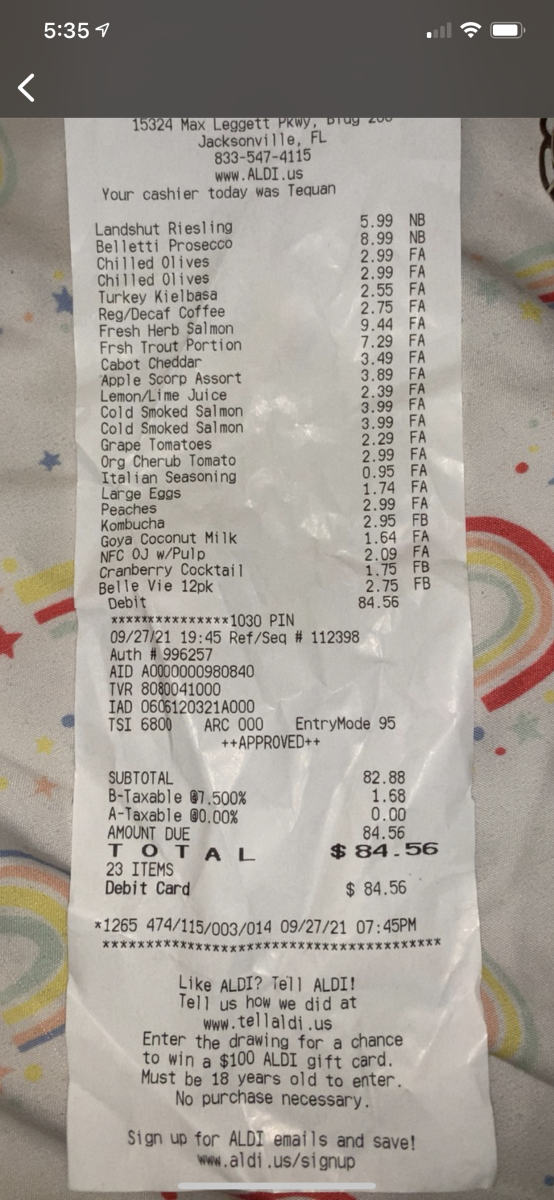 5:35
15324 Max Leggett Pkwy, Bldg 200
Jacksonville, FL
833-547-4115
www.ALDI.us
Your cashier today was Tequan
Landshut Riesling 5.99 NB
Belletti Prosecco 8.99 NB
Chilled Olives 2.99 FA
Chilled Olives 2.99 FA
Turkey Kielbasa 2.55 FA
Reg/Decaf Coffee 2.75 FA
Fresh Herb Salmon 9.44 FA
Frsh Trout Portion 7.29 FA
Cabot Cheddar 3.49 FA
Apple Scorp Assort 3.89 FA
Lemon/Lime Juice 2.39 FA
Cold Smoked Salmon 3.99 FA
Cold Smoked Salmon 3.99 FA
Grape Tomatoes 2.29 FA
Org Cherub Tomato 2.99 FA
Italian Seasoning 0.95 FA
Large Eggs 1.74 FA
Peaches 2.99 FA
Kombucha 2.95 FB
Goya Coconut Milk 1.64 FA
NFC OJ w/Pulp 2.09 FA
Cranberry Cocktail 1.75 FB
Belle Vie 12pk 2.75 FB
Debit 84.56
***************1030 PIN
09/27/21 19:45 Ref/Seq # 112398
Auth # 996257
AID A0000000980840
TVR 8080041000
IAD 0606120321A000
TSI 6800 ARC 000 EntryMode 95
++APPROVED++
SUBTOTAL 82.88
B-Taxable @7.500% 1.68
A-Taxable @0.00% 0.00
AMOUNT DUE 84.56
T O T A L $ 84.56
23 ITEMS
Debit Card $ 84.56
*1265 474/115/003/014 09/27/21 07:45PM
******************************************
Like ALDI? Tell ALDI!
Tell us how we did at
www.tellaldi.us
Enter the drawing for a chance
to win a $100 ALDI gift card.
Must be 18 years old to enter.
No purchase necessary.
Sign up for ALDI emails and save!
www.aldi.us/signup